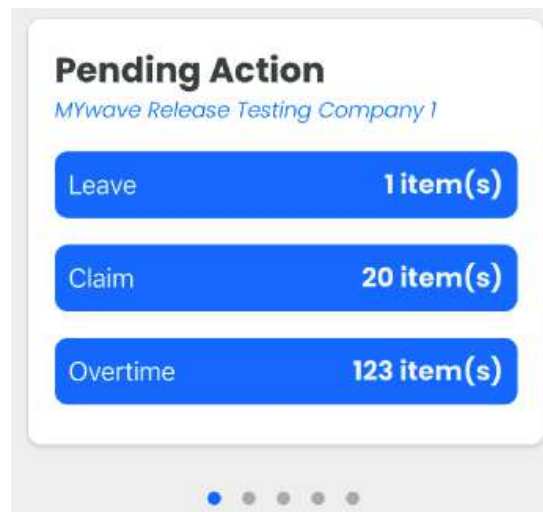 Pending Action
MYwave Release Testing Company 1
Leave 1 item(s)
Claim 20 item(s)
Overtime 123 item(s)